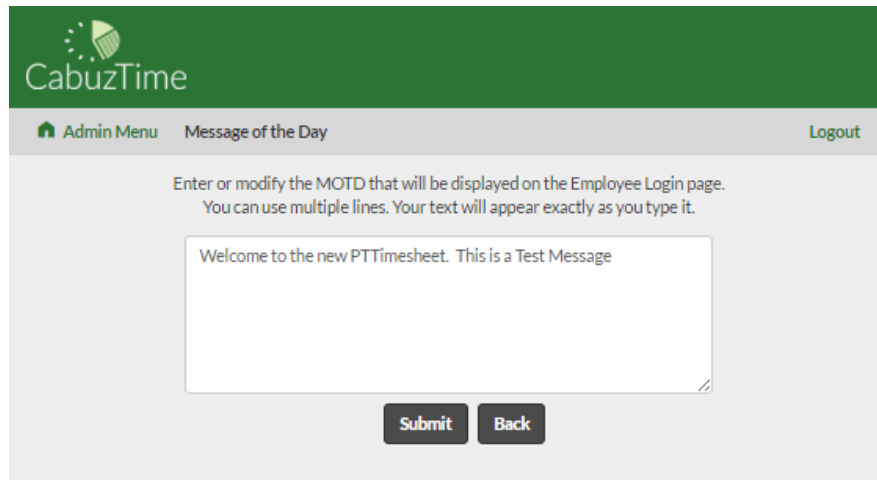 CabuzTime
Admin Menu Message of the Day Logout
Enter or modify the MOTD that will be displayed on the Employee Login page.
You can use multiple lines. Your text will appear exactly as you type it.
Welcome to the new PTTimesheet.  This is a Test Message
Submit Back